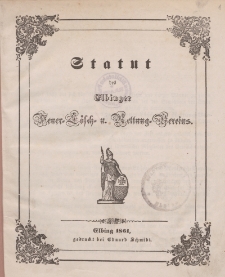 Statut
des
Elbinger
Feuer-Lösch- u. Rettung-Vereins.
Elbing 1861,
gedruckt bei Eduard Schmidt.